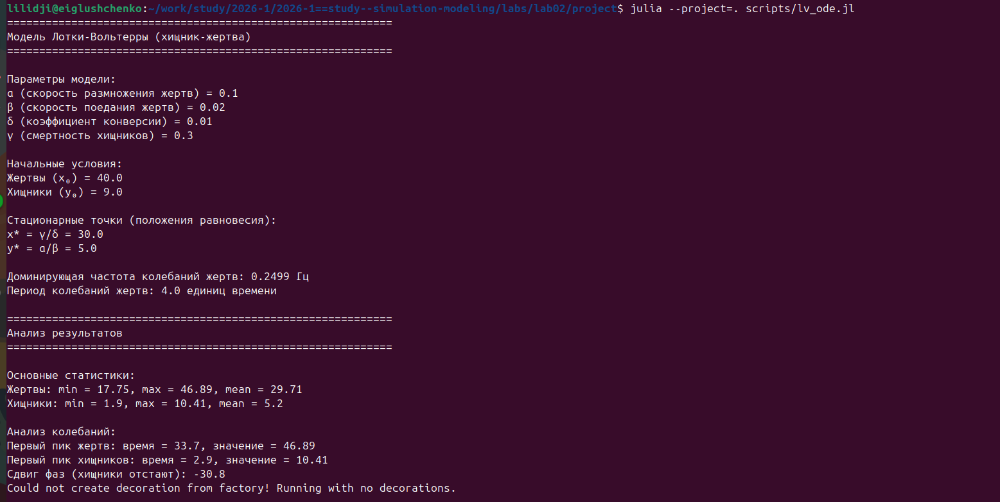 lilidji@eiglushchenko:~/work/study/2026-1/2026-1==study--simulation-modeling/labs/lab02/project$ julia --project=. scripts/lv_ode.jl
============================================================
Модель Лотки-Вольтерры (хищник-жертва)
============================================================
Параметры модели:
α (скорость размножения жертв) = 0.1
β (скорость поедания жертв) = 0.02
δ (коэффициент конверсии) = 0.01
γ (смертность хищников) = 0.3
Начальные условия:
Жертвы (x₀) = 40.0
Хищники (y₀) = 9.0
Стационарные точки (положения равновесия):
x* = γ/δ = 30.0
y* = α/β = 5.0
Доминирующая частота колебаний жертв: 0.2499 Гц
Период колебаний жертв: 4.0 единиц времени
============================================================
Анализ результатов
============================================================
Основные статистики:
Жертвы: min = 17.75, max = 46.89, mean = 29.71
Хищники: min = 1.9, max = 10.41, mean = 5.2
Анализ колебаний:
Первый пик жертв: время = 33.7, значение = 46.89
Первый пик хищников: время = 2.9, значение = 10.41
Сдвиг фаз (хищники отстают): -30.8
Could not create decoration from factory! Running with no decorations.